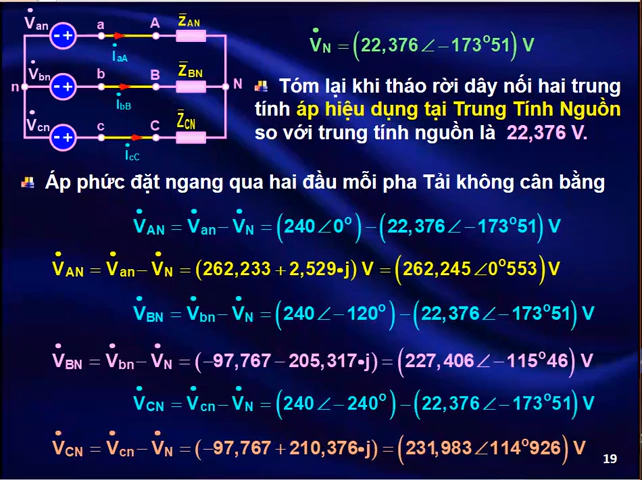 V̇an a A Z̄AN
İaA
V̇N = (22,376∠−173°51) V
V̇bn b B Z̄BN
n N
İbB
V̇cn c C Z̄CN
İcC
Tóm lại khi tháo rời dây nối hai trung
tính áp hiệu dụng tại Trung Tính Nguồn
so với trung tính nguồn là 22,376 V.
Áp phức đặt ngang qua hai đầu mỗi pha Tải không cân bằng
V̇AN = V̇an − V̇N = (240∠0°) − (22,376∠−173°51) V
V̇AN = V̇an − V̇N = (262,233 + 2,529•j) V = (262,245∠0°553) V
V̇BN = V̇bn − V̇N = (240∠−120°) − (22,376∠−173°51) V
V̇BN = V̇bn − V̇N = (−97,767 − 205,317•j) = (227,406∠−115°46) V
V̇CN = V̇cn − V̇N = (240∠−240°) − (22,376∠−173°51) V
V̇CN = V̇cn − V̇N = (−97,767 + 210,376•j) = (231,983∠114°926) V
19